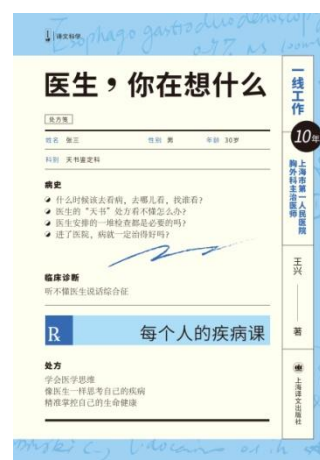 Esophago gastroduodenoscop
译文科学
医生，你在想什么
处方笺
姓名 张三 性别 男 年龄 30岁
科别 天书鉴定科
病史
什么时候该去看病，去哪儿看，找谁看？
医生的“天书”处方看不懂怎么办？
医生安排的一堆检查都是必要的吗？
进了医院，病就一定治得好吗？
临床诊断
听不懂医生说话综合征
R 每个人的疾病课
处方
学会医学思维
像医生一样思考自己的疾病
精准掌控自己的生命健康
一线工作
10年
上海市第一人民医院
胸外科主治医师
王兴 —— 著
上海译文出版社